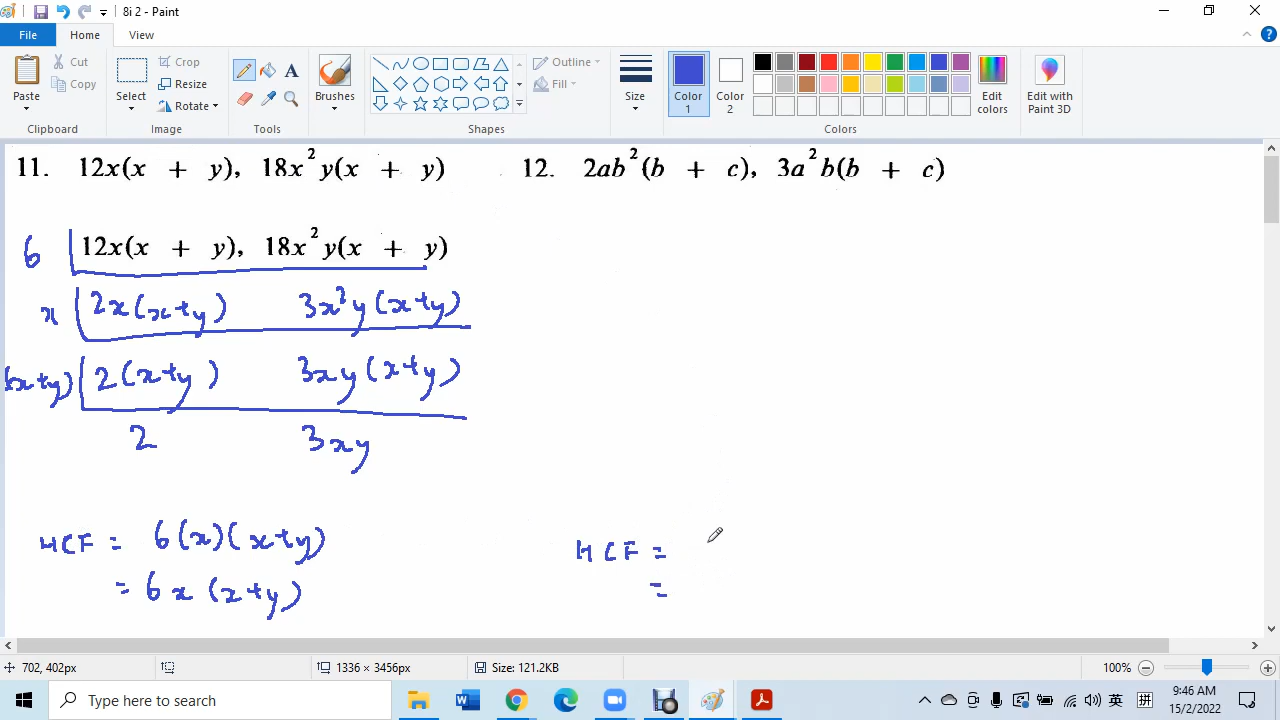 8i 2 - Paint
File Home View
Paste Cut Copy Clipboard
Select Crop Resize Rotate Image
Tools
Brushes
Outline Fill Shapes
Size
Color 1 Color 2 Edit colors Colors
Edit with Paint 3D
11. 12x(x + y), 18x²y(x + y) 12. 2ab²(b + c), 3a²b(b + c)
6 12x(x + y), 18x²y(x + y)
x 2x(x+y) 3x²y(x+y)
(x+y) 2(x+y) 3xy(x+y)
2 3xy
HCF = 6(x)(x+y)
= 6x(x+y)
HCF =
=
702, 402px 1336 × 3456px Size: 121.2KB 100%
Type here to search
英 拼 9:46 AM
15/2/2022